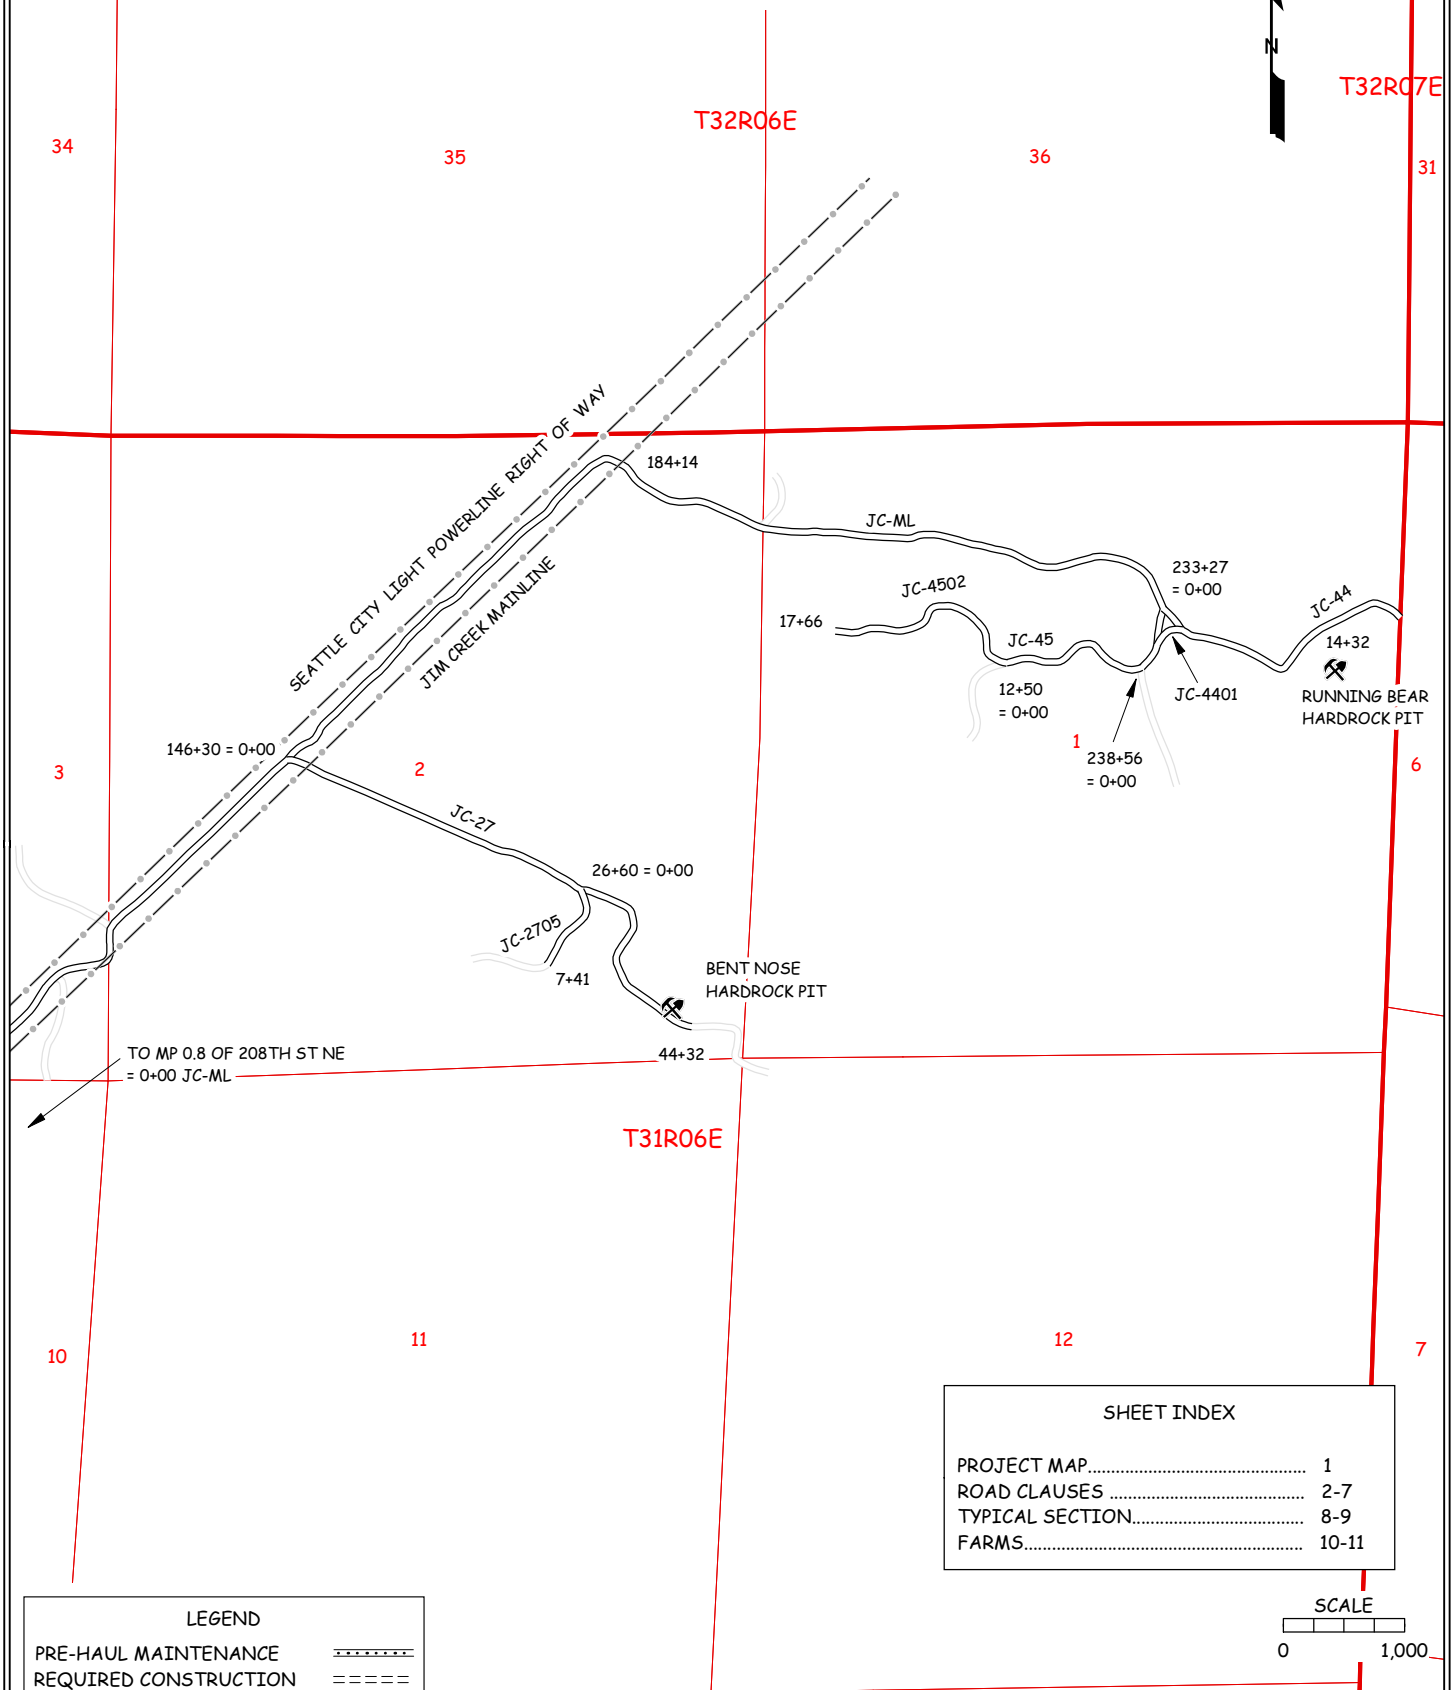 N
T32R07E
T32R06E
34
35
36
31
SEATTLE CITY LIGHT POWERLINE RIGHT OF WAY
184+14
JC-ML
JIM CREEK MAINLINE
233+27
= 0+00
JC-4502
JC-44
17+66
JC-45
14+32
12+50
= 0+00
JC-4401
RUNNING BEAR
HARDROCK PIT
146+30 = 0+00
1
238+56
= 0+00
3
2
6
JC-27
26+60 = 0+00
JC-2705
7+41
BENT NOSE
HARDROCK PIT
44+32
TO MP 0.8 OF 208TH ST NE
= 0+00 JC-ML
T31R06E
10
11
12
7
SHEET INDEX
PROJECT MAP.............................................. 1
ROAD CLAUSES ......................................... 2-7
TYPICAL SECTION.................................... 8-9
FARMS........................................................... 10-11
SCALE
0 1,000
LEGEND
PRE-HAUL MAINTENANCE
REQUIRED CONSTRUCTION